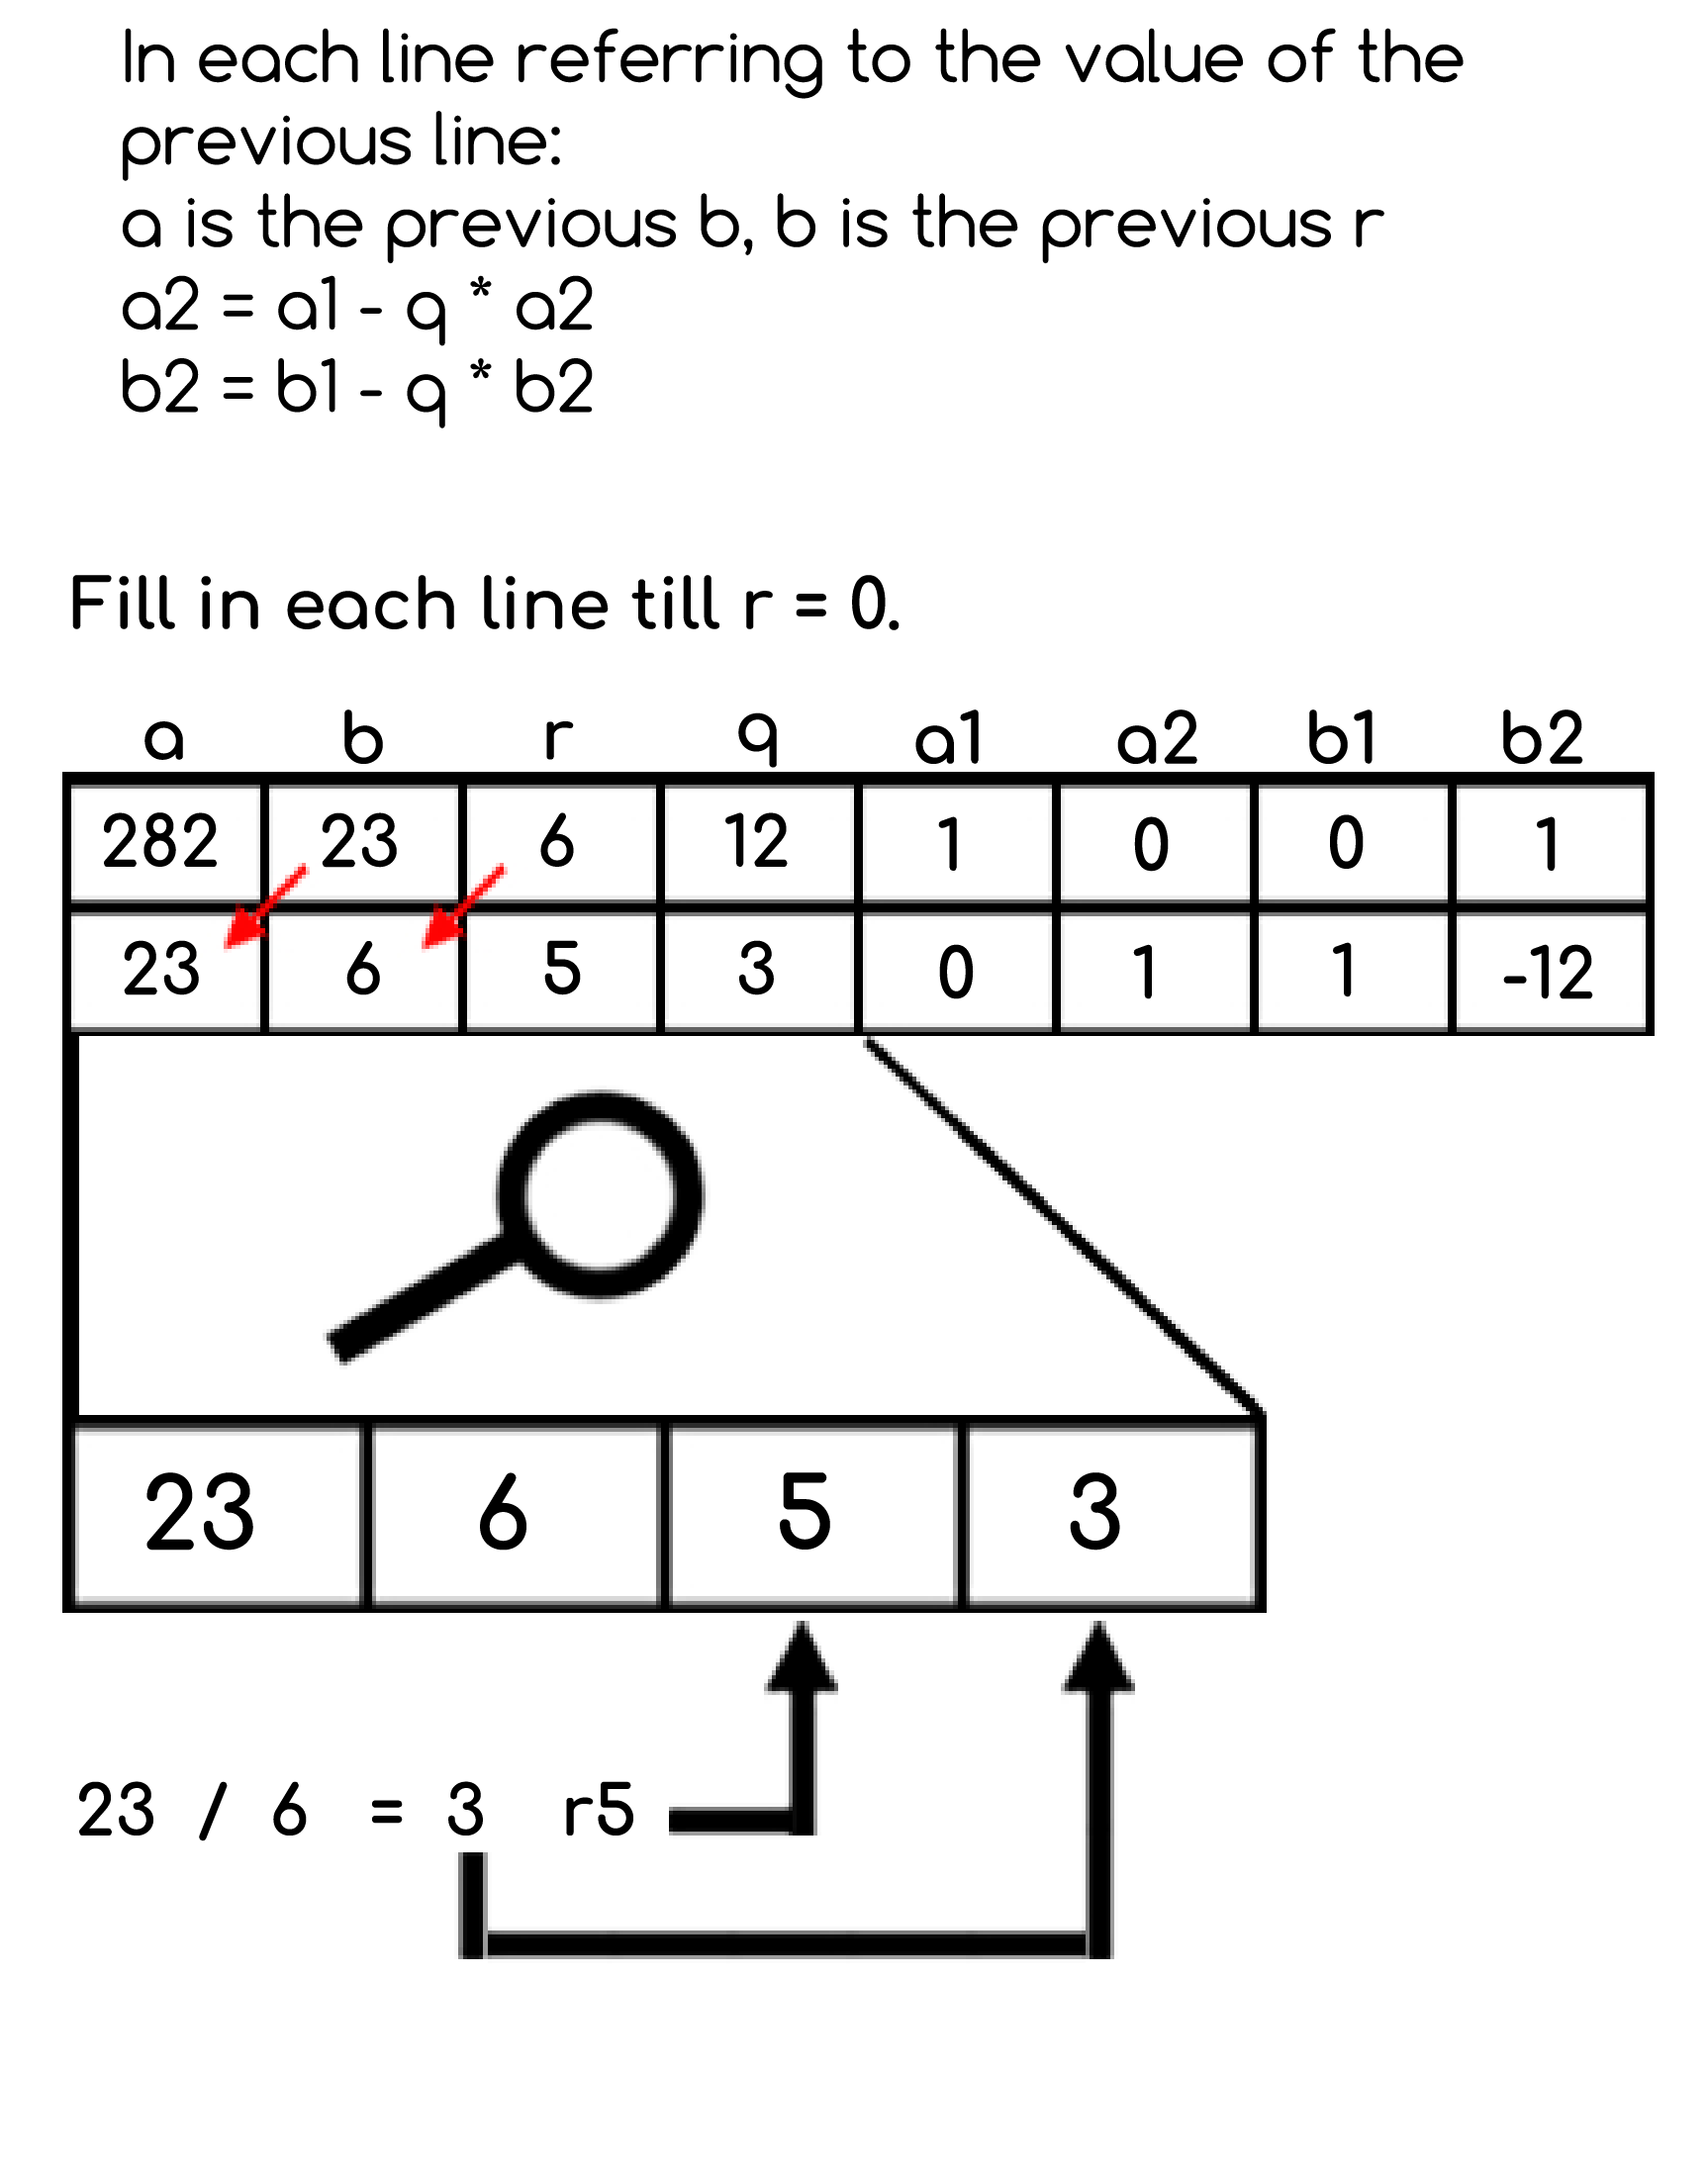 In each line referring to the value of the
previous line:
a is the previous b, b is the previous r
a2 = a1 - q * a2
b2 = b1 - q * b2
Fill in each line till r = 0.
a b r q a1 a2 b1 b2
282 23 6 12 1 0 0 1
23 6 5 3 0 1 1 -12
23 6 5 3
23 / 6 = 3 r5